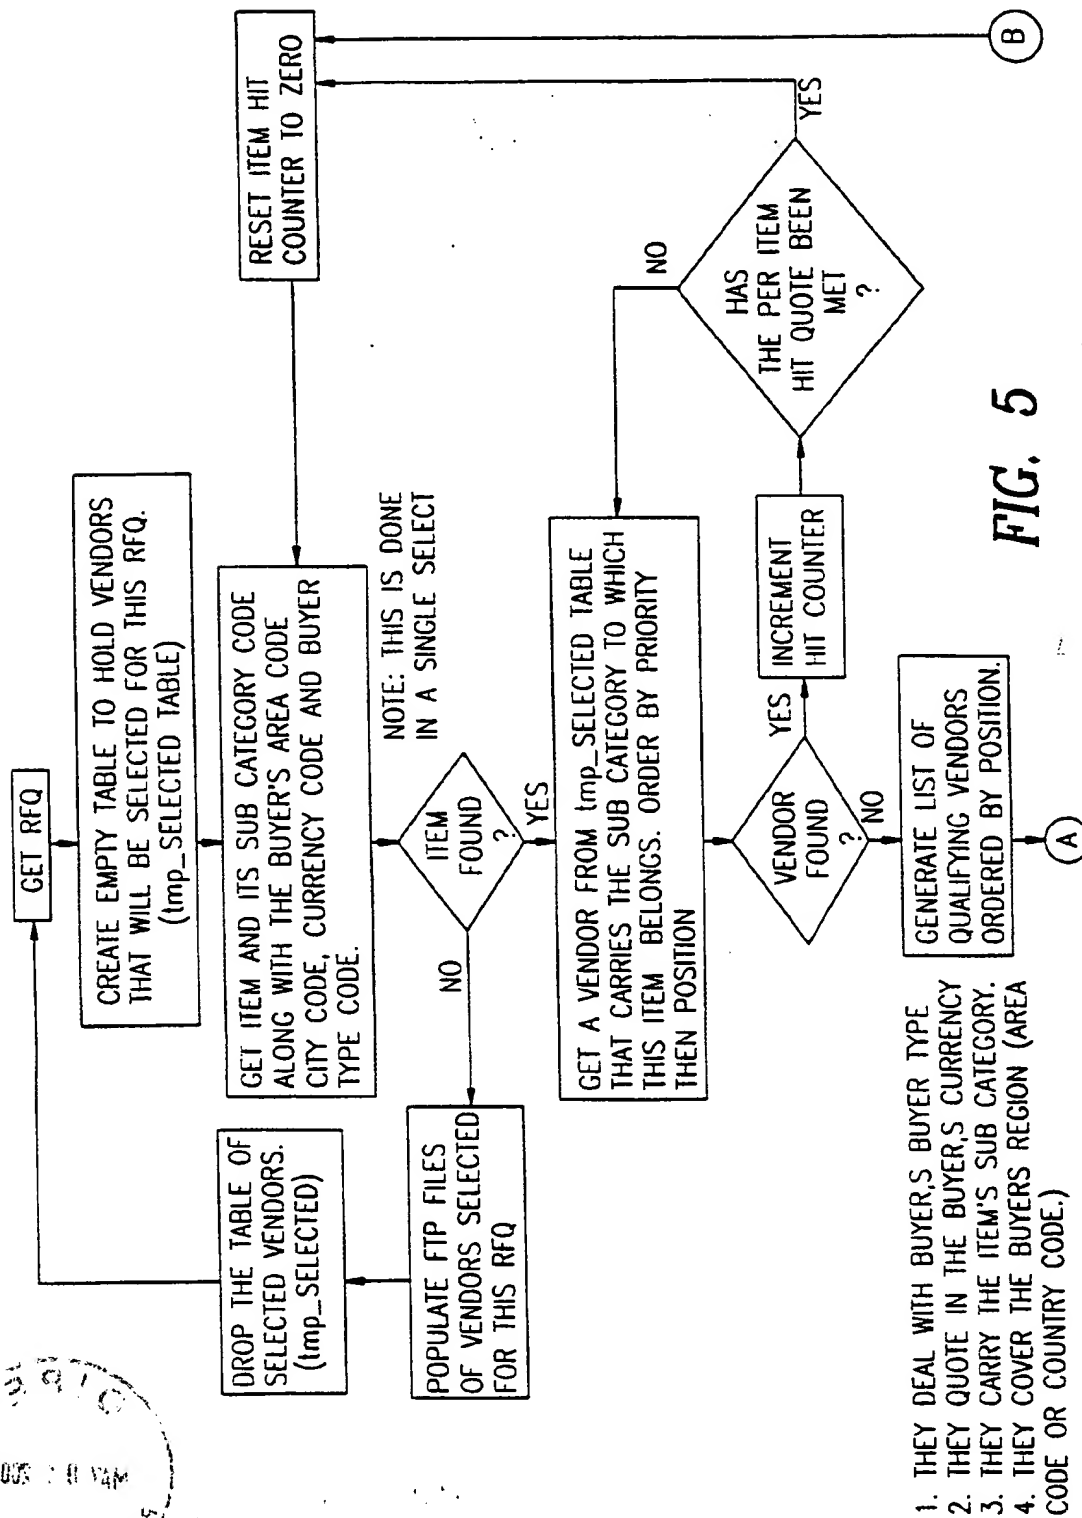 GET RFQ
CREATE EMPTY TABLE TO HOLD VENDORS
THAT WILL BE SELECTED FOR THIS RFQ.
(tmp_SELECTED TABLE)
GET ITEM AND ITS SUB CATEGORY CODE
ALONG WITH THE BUYER'S AREA CODE
CITY CODE, CURRENCY CODE AND BUYER
TYPE CODE.
RESET ITEM HIT
COUNTER TO ZERO
NOTE: THIS IS DONE
IN A SINGLE SELECT
ITEM
FOUND
?
NO
YES
DROP THE TABLE OF
SELECTED VENDORS.
(tmp_SELECTED)
POPULATE FTP FILES
OF VENDORS SELECTED
FOR THIS RFQ
GET A VENDOR FROM tmp_SELECTED TABLE
THAT CARRIES THE SUB CATEGORY TO WHICH
THIS ITEM BELONGS. ORDER BY PRIORITY
THEN POSITION
VENDOR
FOUND
?
YES
NO
INCREMENT
HIT COUNTER
HAS
THE PER ITEM
HIT QUOTE BEEN
MET
?
NO
YES
B
GENERATE LIST OF
QUALIFYING VENDORS
ORDERED BY POSITION.
A
1. THEY DEAL WITH BUYER,S BUYER TYPE
2. THEY QUOTE IN THE BUYER,S CURRENCY
3. THEY CARRY THE ITEM'S SUB CATEGORY.
4. THEY COVER THE BUYERS REGION (AREA
CODE OR COUNTRY CODE.)
FIG. 5